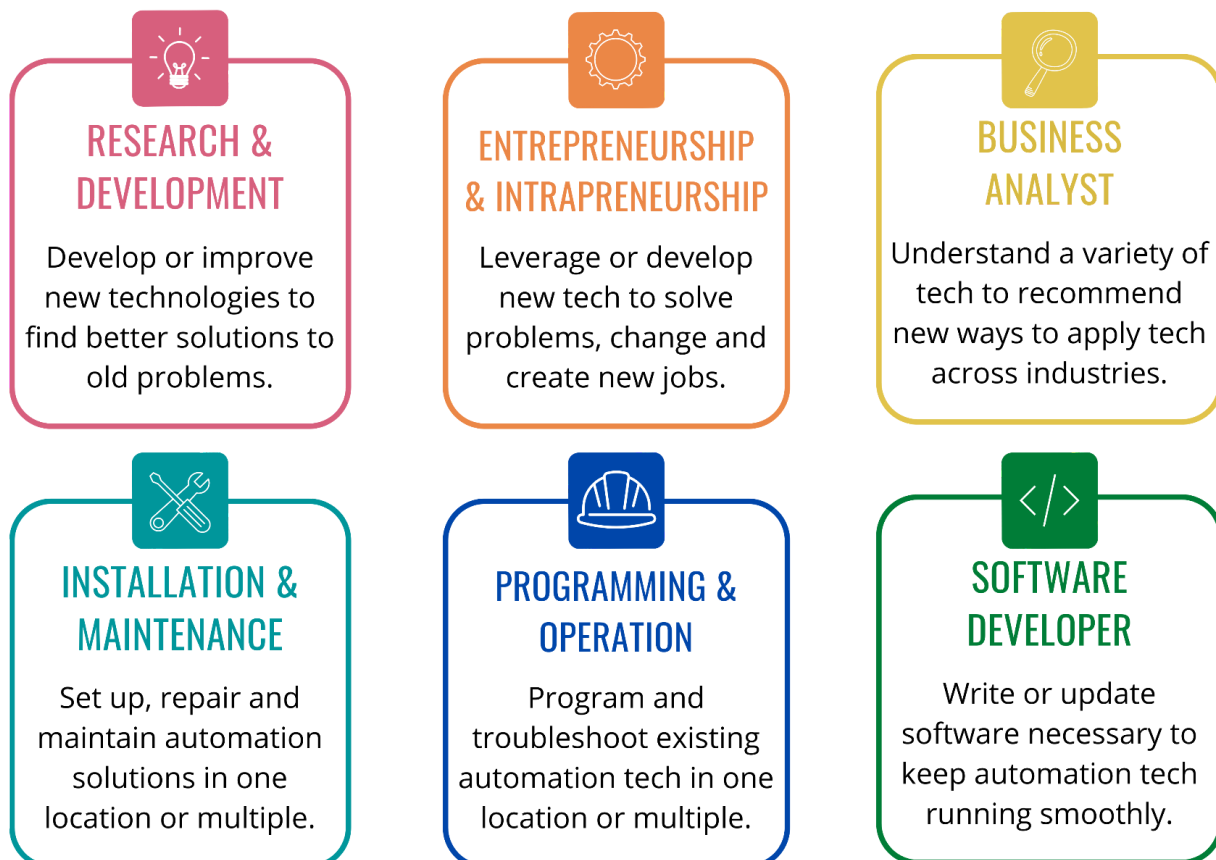 RESEARCH &
DEVELOPMENT
Develop or improve
new technologies to
find better solutions to
old problems.
ENTREPRENEURSHIP
& INTRAPRENEURSHIP
Leverage or develop
new tech to solve
problems, change and
create new jobs.
BUSINESS
ANALYST
Understand a variety of
tech to recommend
new ways to apply tech
across industries.
INSTALLATION &
MAINTENANCE
Set up, repair and
maintain automation
solutions in one
location or multiple.
PROGRAMMING &
OPERATION
Program and
troubleshoot existing
automation tech in one
location or multiple.
SOFTWARE
DEVELOPER
Write or update
software necessary to
keep automation tech
running smoothly.